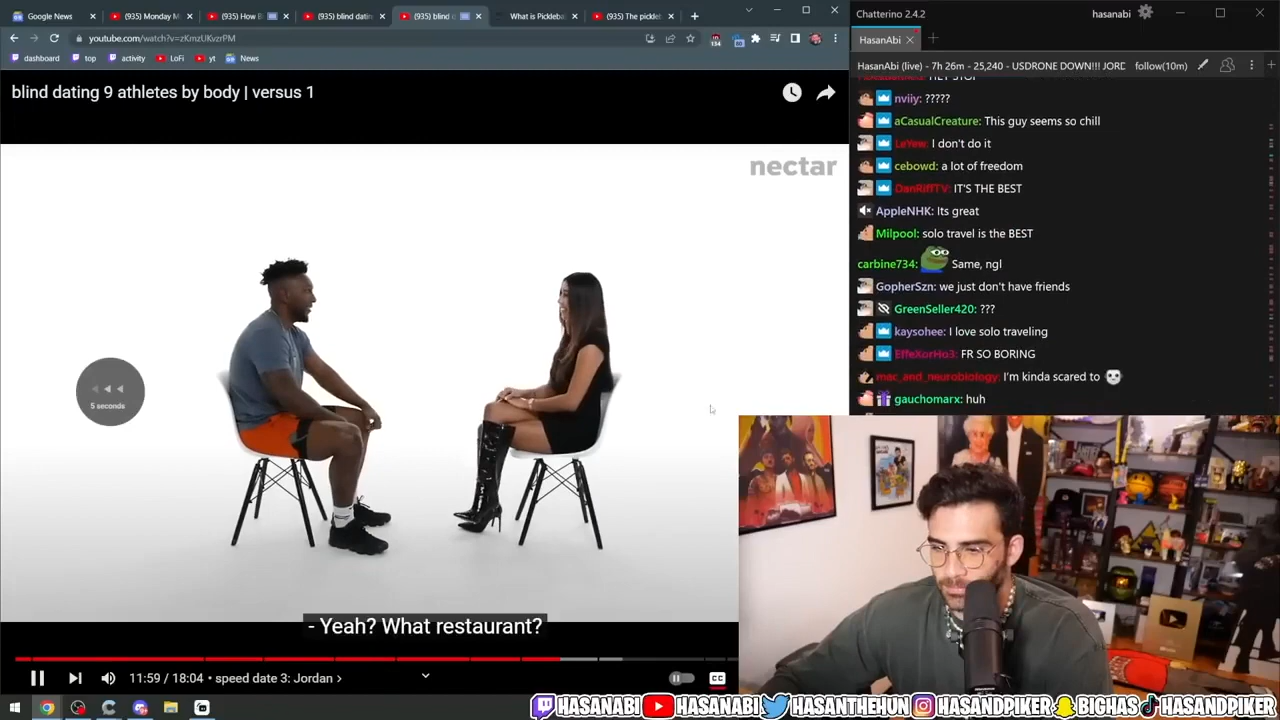 Google News
(935) Monday M
(935) How B
(935) blind datin
(935) blind d
What is Pickleba
(935) The pickle
youtube.com/watch?v=zKmzUKvzrPM
dashboard
top
activity
LoFi
yt
News
blind dating 9 athletes by body | versus 1
nectar
5 seconds
- Yeah? What restaurant?
11:59 / 18:04 • speed date 3: Jordan >
CC
Chatterino 2.4.2
hasanabi
HasanAbi
HasanAbi (live) - 7h 26m - 25,240 - USDRONE DOWN!!! JORD
follow(10m)
nviiy: ?????
aCasualCreature: This guy seems so chill
LeYew: I don't do it
cebowd: a lot of freedom
DanRiffTV: IT'S THE BEST
AppleNHK: Its great
Milpool: solo travel is the BEST
carbine734: Same, ngl
GopherSzn: we just don't have friends
GreenSeller420: ???
kaysohee: I love solo traveling
EffeXorHo3: FR SO BORING
mac_and_neurobiology: I'm kinda scared to
gauchomarx: huh
HASANABI
HASANABI
HASANTHEHUN
HASANDPIKER
BIGHAS
HASANDPIKER